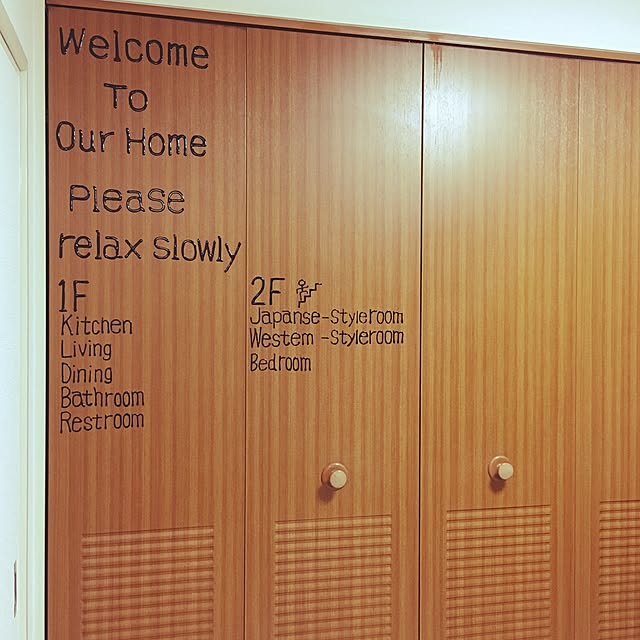 Welcome
To
Our Home
Please
relax slowly
1F
Kitchen
Living
Dining
Bathroom
Restroom
2F
Japanse-Styleroom
Westem -Styleroom
Bedroom